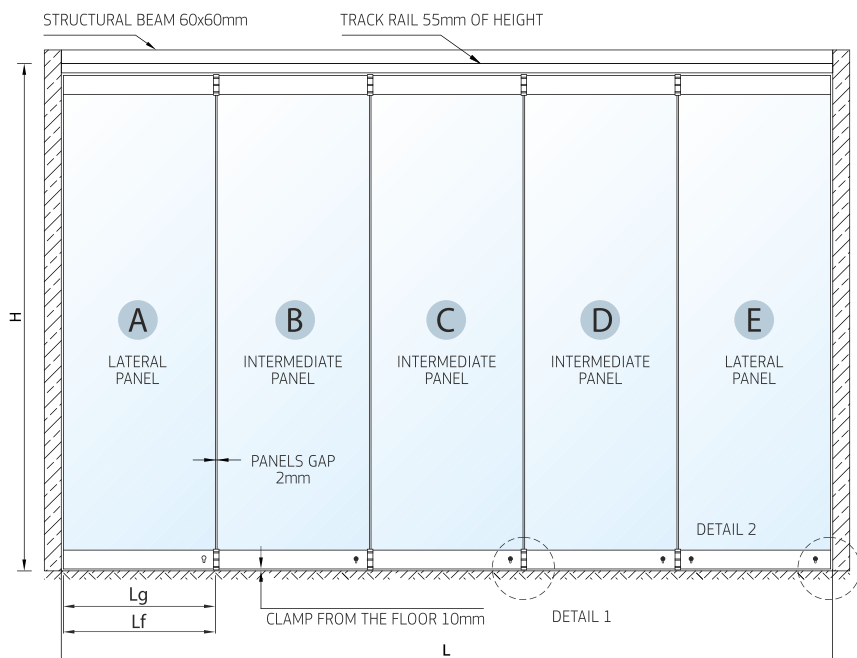 STRUCTURAL BEAM 60x60mm
TRACK RAIL 55mm OF HEIGHT
H
A
B
C
D
E
LATERAL
PANEL
INTERMEDIATE
PANEL
INTERMEDIATE
PANEL
INTERMEDIATE
PANEL
LATERAL
PANEL
PANELS GAP
2mm
DETAIL 2
Lg
Lf
CLAMP FROM THE FLOOR 10mm
DETAIL 1
L